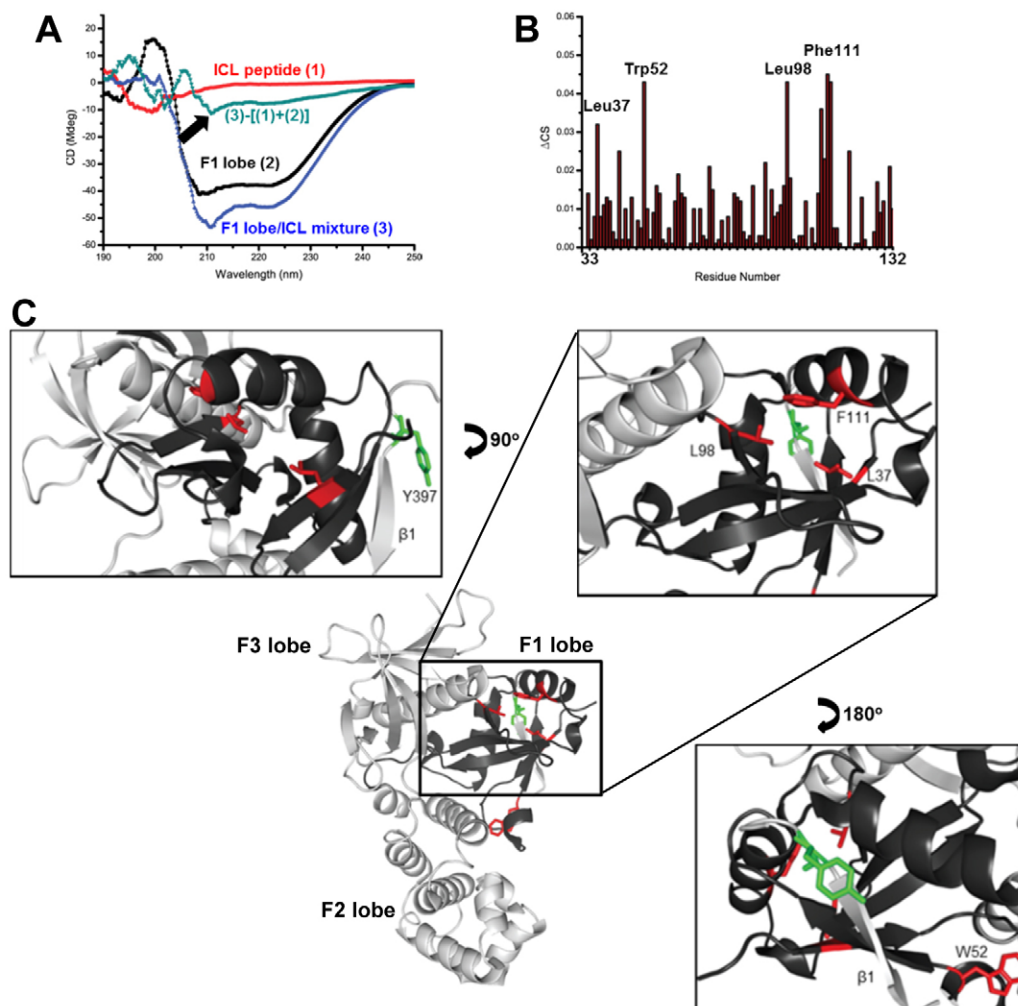 A
B
20
10
0
-10
-20
-30
-40
-50
-60
190
200
210
220
230
240
250
CD (Mdeg)
Wavelength (nm)
ICL peptide (1)
(3)-[(1)+(2)]
F1 lobe (2)
F1 lobe/ICL mixture (3)
0.06
0.05
0.04
0.03
0.02
0.01
0.00
ΔCS
33
132
Residue Number
Leu37
Trp52
Leu98
Phe111
C
Y397
β1
90°
F111
L98
L37
F3 lobe
F1 lobe
F2 lobe
180°
W52
β1